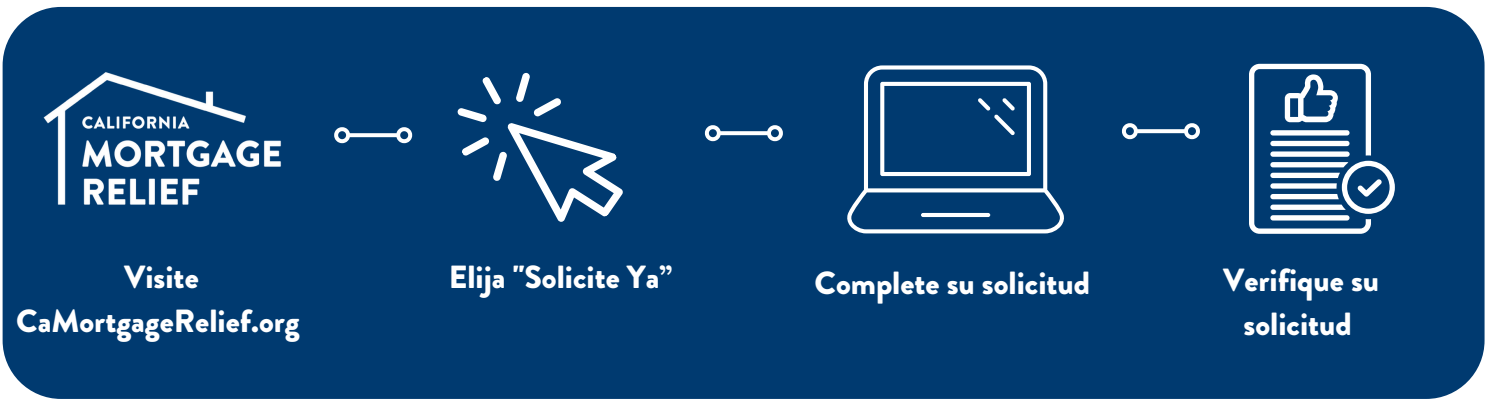 CALIFORNIA
MORTGAGE
RELIEF
Visite
CaMortgageRelief.org
Elija "Solicite Ya”
Complete su solicitud
Verifique su
solicitud